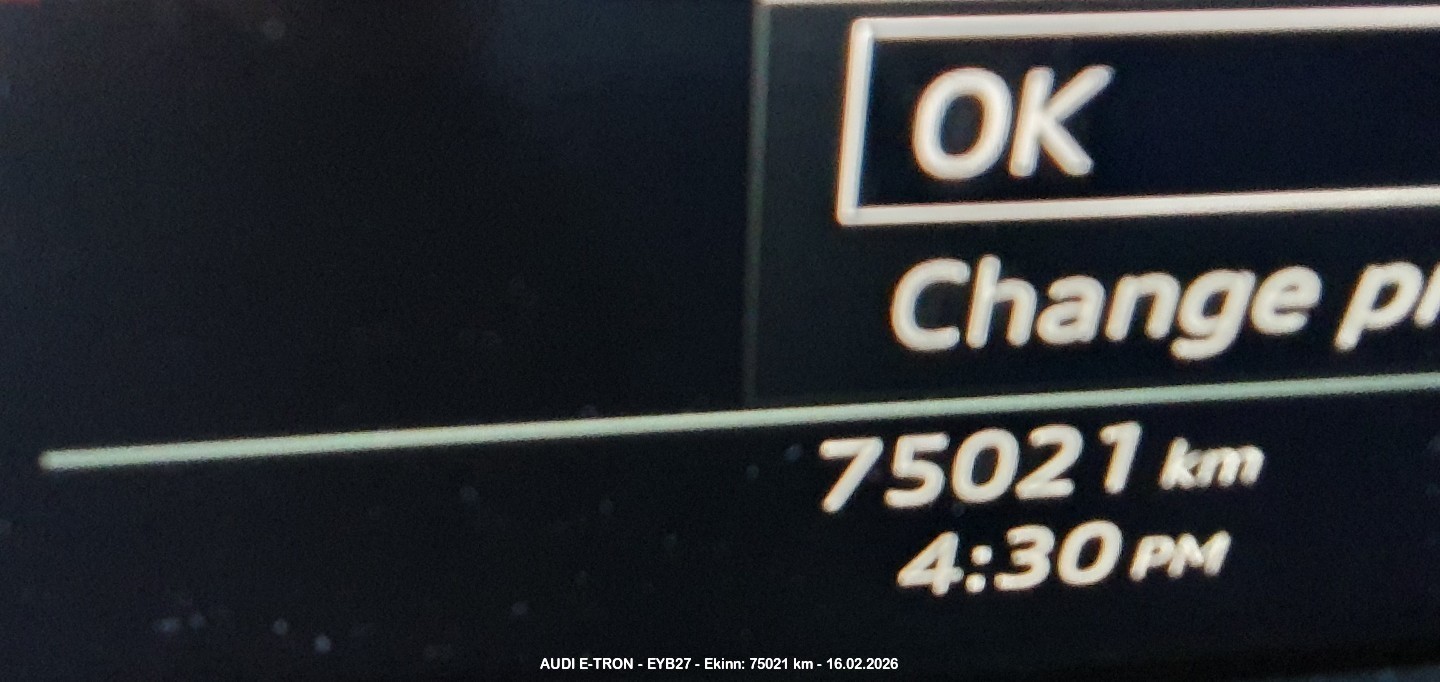 OK
Change
75021 km
4:30 PM
AUDI E-TRON - EYB27 - Ekinn: 75021 km - 16.02.2026